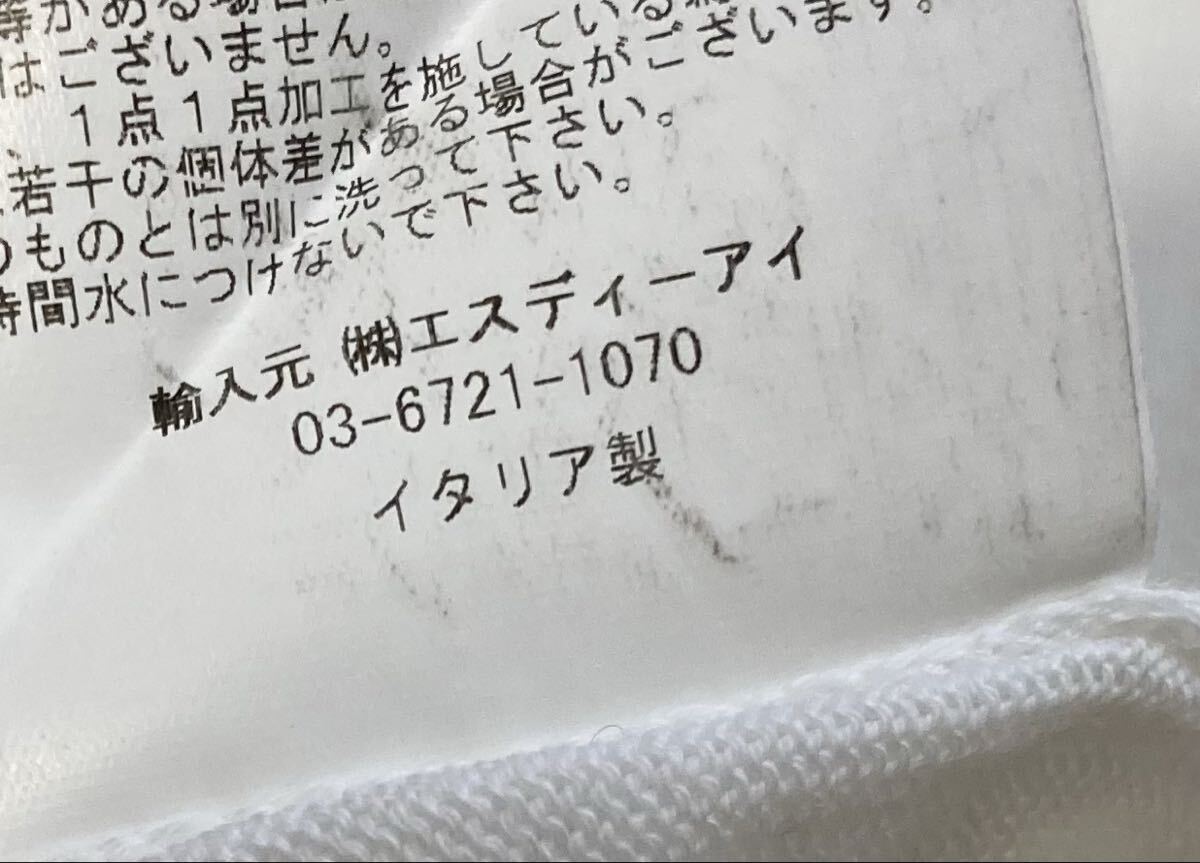 はございません。
1点1点加工を施している
若干の個体差がある場合がございます。
ものとは別に洗って下さい。
時間水につけないで下さい。
輸入元 ㈱エスディーアイ
03-6721-1070
イタリア製